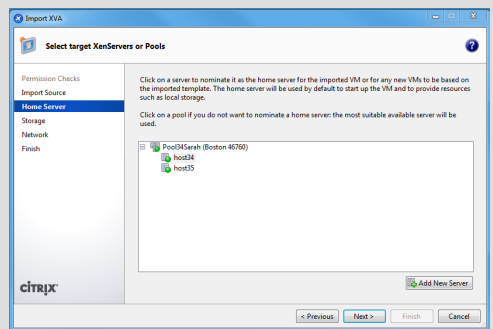 Import XVA
Select target XenServers or Pools
?
Permission Checks
Import Source
Home Server
Storage
Network
Finish
Click on a server to nominate it as the home server for the imported VM or for any new VMs to be based on
the imported template. The home server will be used by default to start up the VM and to provide resources
such as local storage.
Click on a pool if you do not want to nominate a home server: the most suitable available server will be
used.
Pool34Sarah (Boston 46760)
host34
host35
Add New Server
CİTRIX
< Previous
Next >
Finish
Cancel